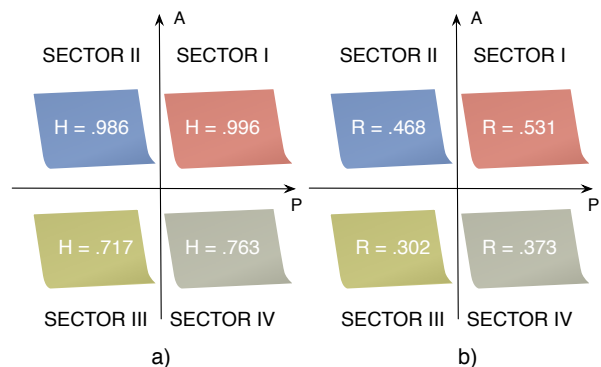 A
SECTOR II SECTOR I
H = .986 H = .996
P
H = .717 H = .763
SECTOR III SECTOR IV
a)
A
SECTOR II SECTOR I
R = .468 R = .531
P
R = .302 R = .373
SECTOR III SECTOR IV
b)